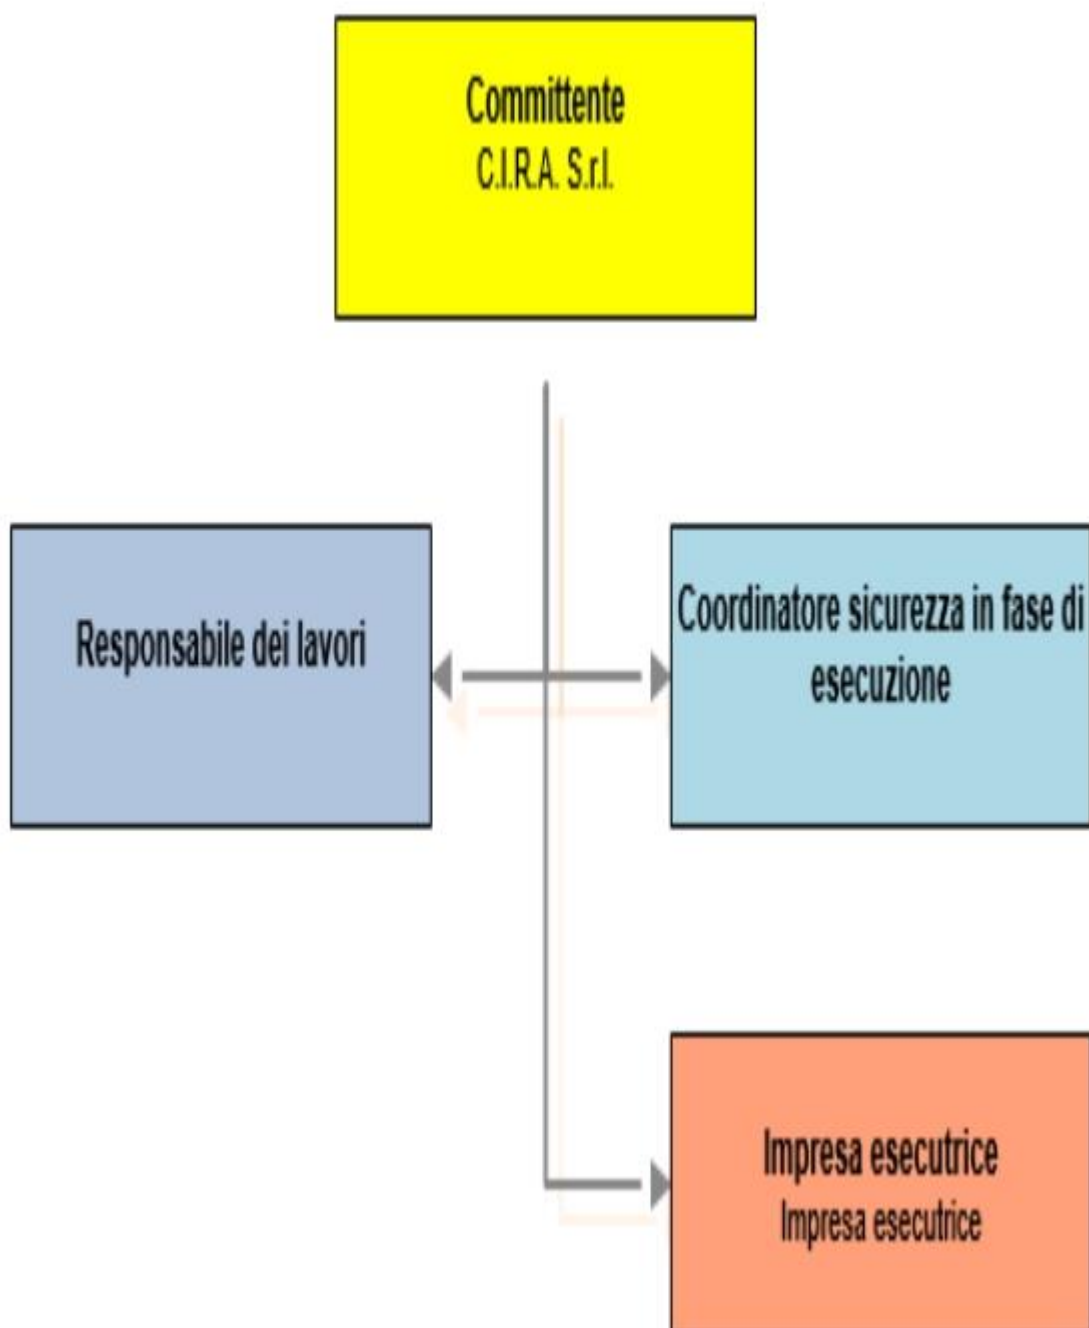 Committente
C.I.R.A. S.r.l.
Responsabile dei lavori
Coordinatore sicurezza in fase di
esecuzione
Impresa esecutrice
Impresa esecutrice